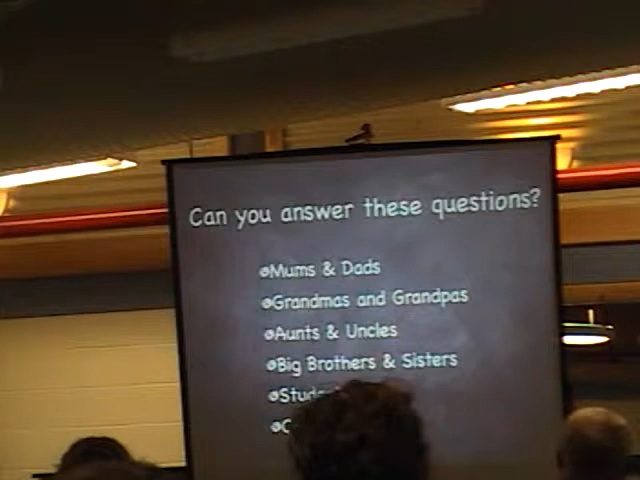 Can you answer these questions?
Mums & Dads
Grandmas and Grandpas
Aunts & Uncles
Big Brothers & Sisters